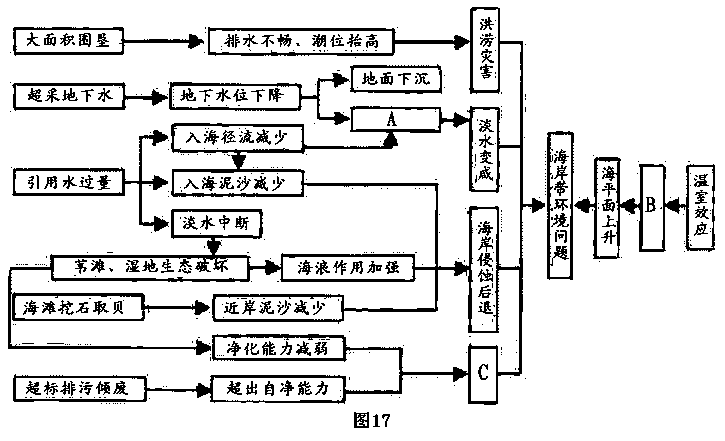 大面积围垦
排水不畅、潮位抬高
洪涝灾害
超采地下水
地下水位下降
地面下沉
A
淡水变咸
引用水过量
入海径流减少
入海泥沙减少
淡水中断
苇滩、湿地生态破坏
海浪作用加强
海岸侵蚀后退
海滩挖石取贝
近岸泥沙减少
净化能力减弱
超标排污倾废
超出自净能力
C
海岸带环境问题
海平面上升
B
温室效应
图17